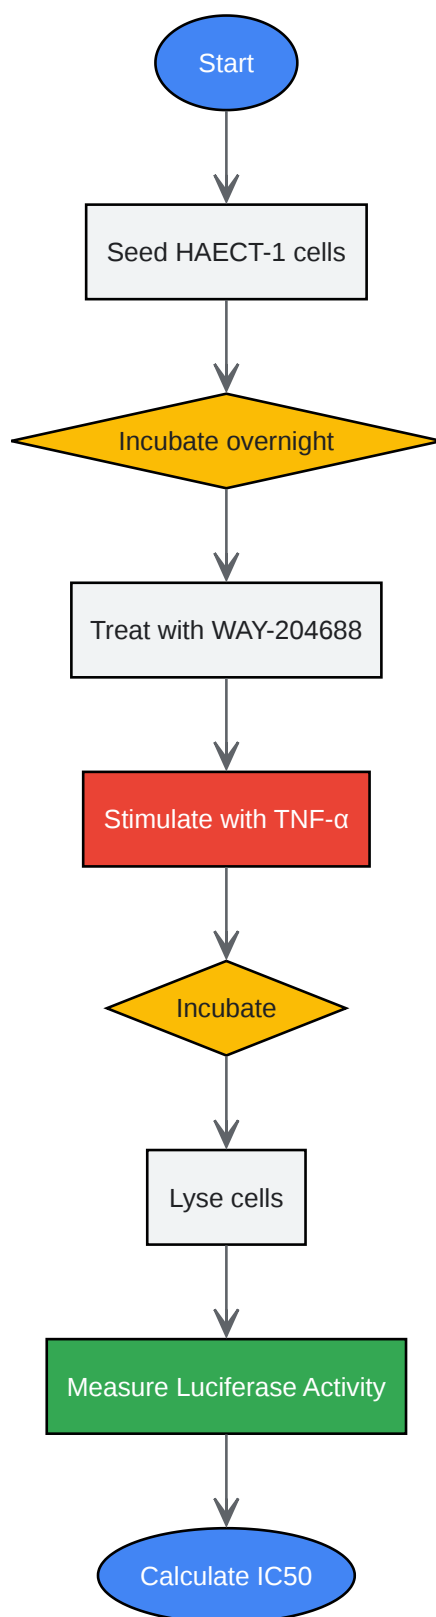 Start
Seed HAECT-1 cells
Incubate overnight
Treat with WAY-204688
Stimulate with TNF-α
Incubate
Lyse cells
Measure Luciferase Activity
Calculate IC50